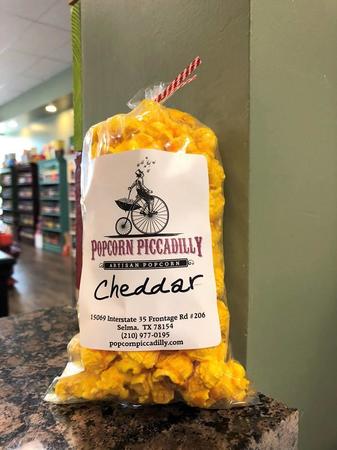 POPCORN PICCADILLY
ARTISAN POPCORN
Cheddar
15069 Interstate 35 Frontage Rd #206
Selma, TX 78154
(210) 977-0195
popcornpiccadilly.com